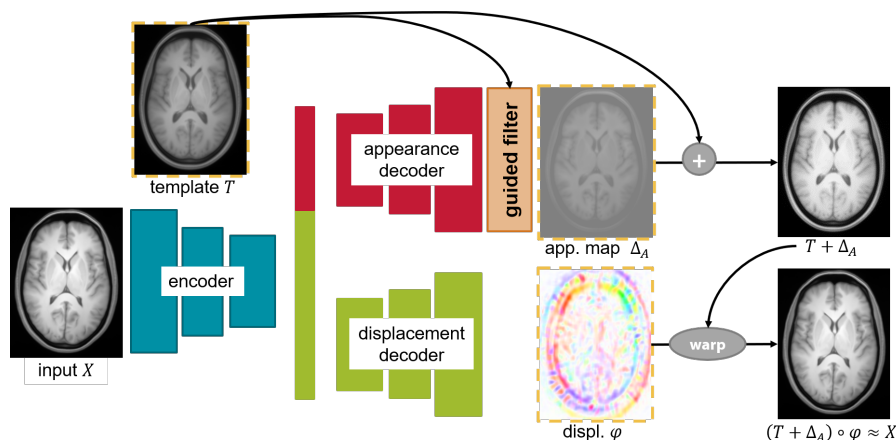 template T
input X
encoder
appearance
decoder
guided filter
app. map Δ_A
+
T + Δ_A
displacement
decoder
displ. φ
warp
(T + Δ_A) ∘ φ ≈ X